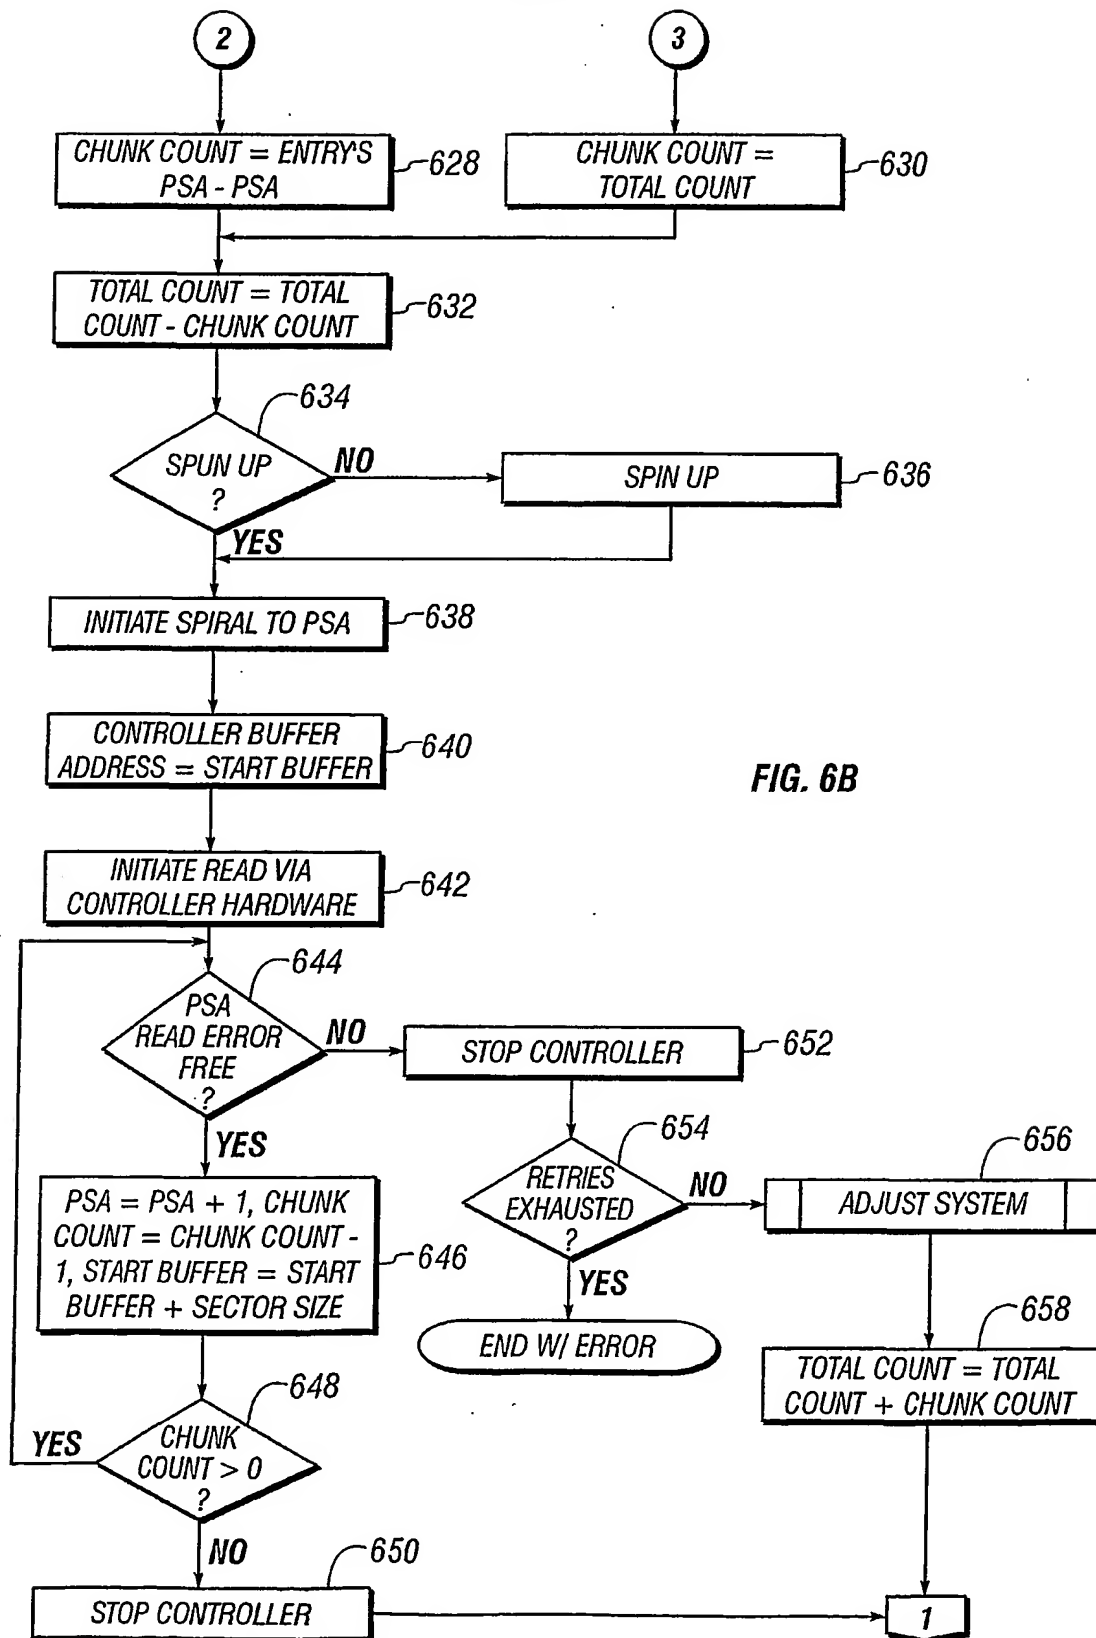 2
3
CHUNK COUNT = ENTRY'S
PSA - PSA
628
CHUNK COUNT =
TOTAL COUNT
630
TOTAL COUNT = TOTAL
COUNT - CHUNK COUNT
632
634
SPUN UP
?
NO
SPIN UP
636
YES
INITIATE SPIRAL TO PSA
638
CONTROLLER BUFFER
ADDRESS = START BUFFER
640
FIG. 6B
INITIATE READ VIA
CONTROLLER HARDWARE
642
644
PSA
READ ERROR
FREE
?
NO
STOP CONTROLLER
652
YES
654
RETRIES
EXHAUSTED
?
NO
656
ADJUST SYSTEM
PSA = PSA + 1, CHUNK
COUNT = CHUNK COUNT -
1, START BUFFER = START
BUFFER + SECTOR SIZE
646
YES
END W/ ERROR
658
TOTAL COUNT = TOTAL
COUNT + CHUNK COUNT
648
CHUNK
COUNT > 0
?
YES
NO
650
STOP CONTROLLER
1